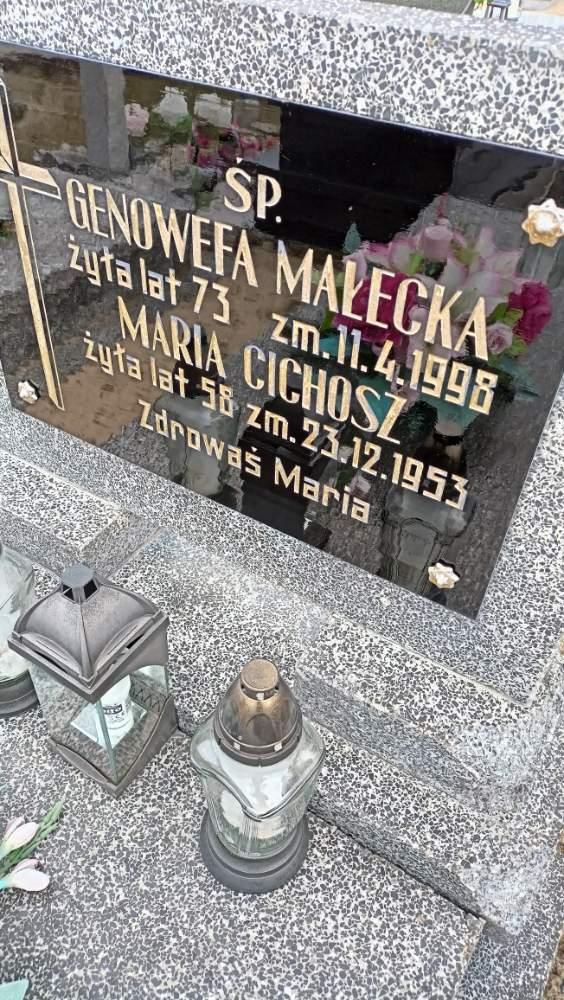 ŚP.
GENOWEFA MAŁECKA
żyła lat 73 zm. 11.4.1998
MARIA CICHOSZ
żyła lat 58 zm. 23.12.1953
Zdrowaś Maria